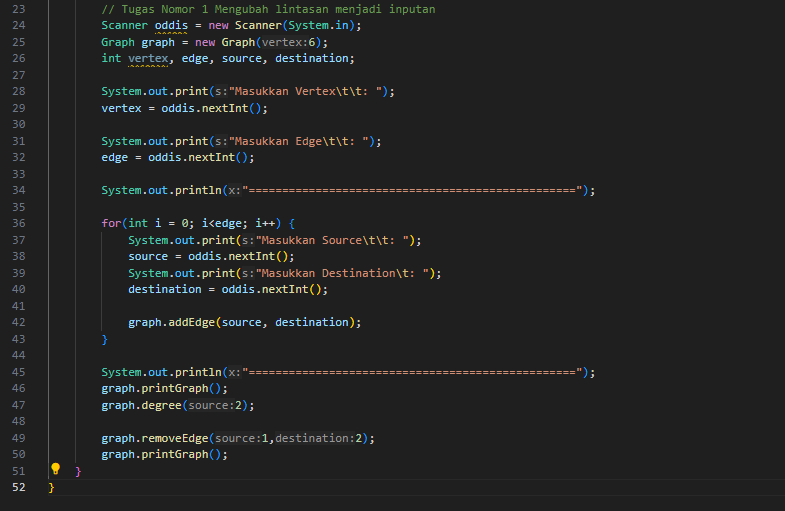 23 // Tugas Nomor 1 Mengubah lintasan menjadi inputan
24 Scanner oddis = new Scanner(System.in);
25 Graph graph = new Graph(vertex:6);
26 int vertex, edge, source, destination;
27
28 System.out.print(s:"Masukkan Vertex\t\t: ");
29 vertex = oddis.nextInt();
30
31 System.out.print(s:"Masukkan Edge\t\t: ");
32 edge = oddis.nextInt();
33
34 System.out.println(x:"=================================================");
35
36 for(int i = 0; i<edge; i++) {
37 System.out.print(s:"Masukkan Source\t\t: ");
38 source = oddis.nextInt();
39 System.out.print(s:"Masukkan Destination\t: ");
40 destination = oddis.nextInt();
41
42 graph.addEdge(source, destination);
43 }
44
45 System.out.println(x:"=================================================");
46 graph.printGraph();
47 graph.degree(source:2);
48
49 graph.removeEdge(source:1,destination:2);
50 graph.printGraph();
51 }
52 }